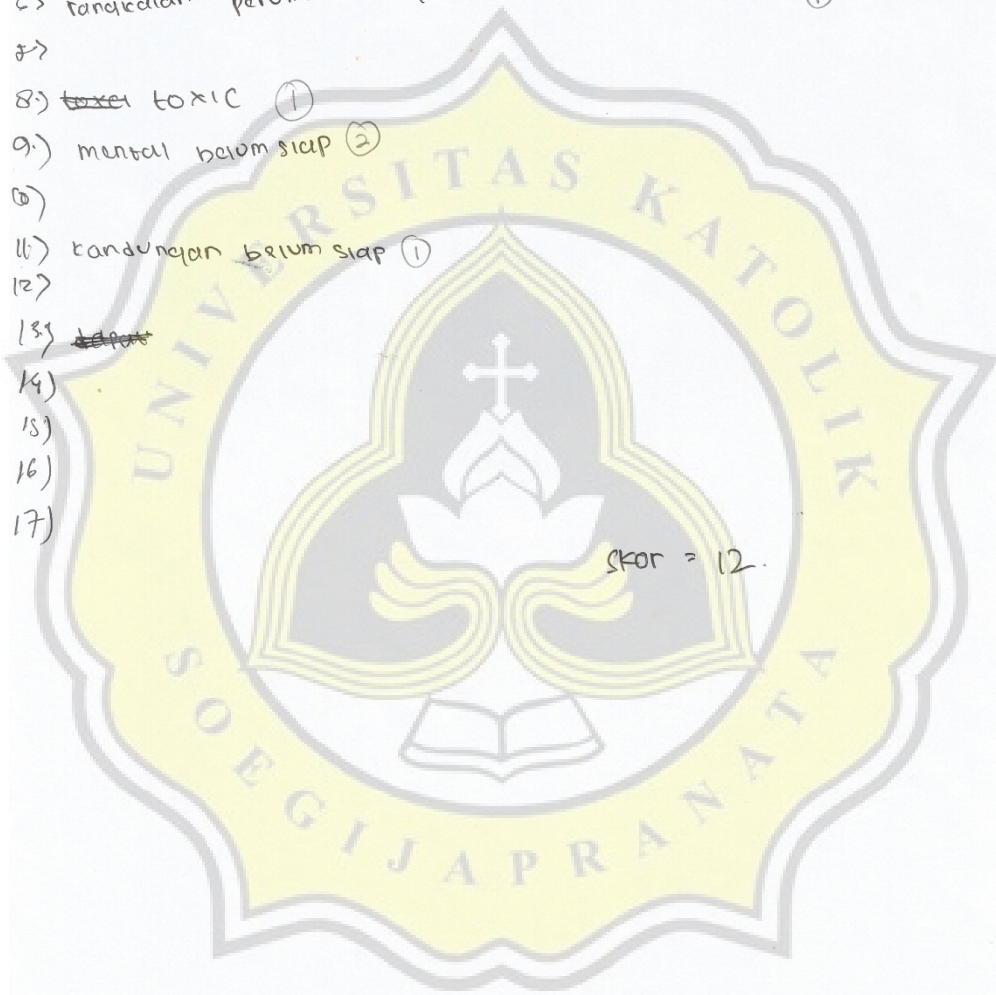 8.) toxic ①
9.) mental belum siap ②
10)
11.) kandungan belum siap ①
12)
13.)
14)
15)
16)
17)
skor = 12.
UNIVERSITAS KATOLIK
SOEGIJAPRANATA